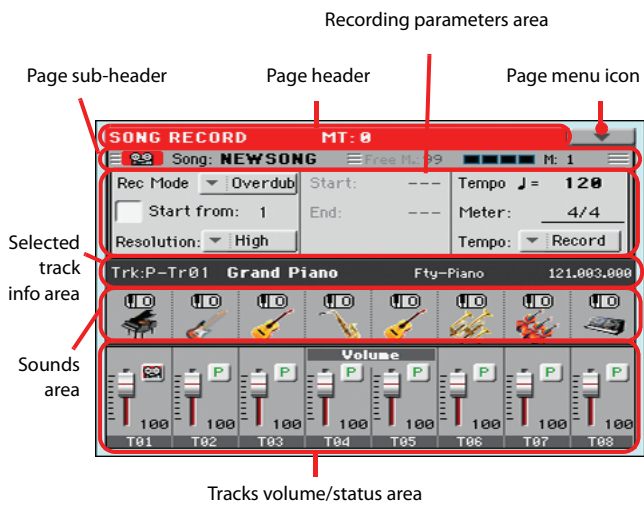 Recording parameters area
Page sub-header
Page header
Page menu icon
SONG RECORD MT: 0
Song: NEWSONG Free M.: 99 M: 1
Rec Mode Overdub Start: --- Tempo ♩= 120
Start from: 1 End: --- Meter: 4/4
Resolution: High Tempo: Record
Selected track info area
Trk:P-Tr01 Grand Piano Fty-Piano 121.003.000
Sounds area
Volume
P P P P P P P
100 100 100 100 100 100 100 100
T01 T02 T03 T04 T05 T06 T07 T08
Tracks volume/status area